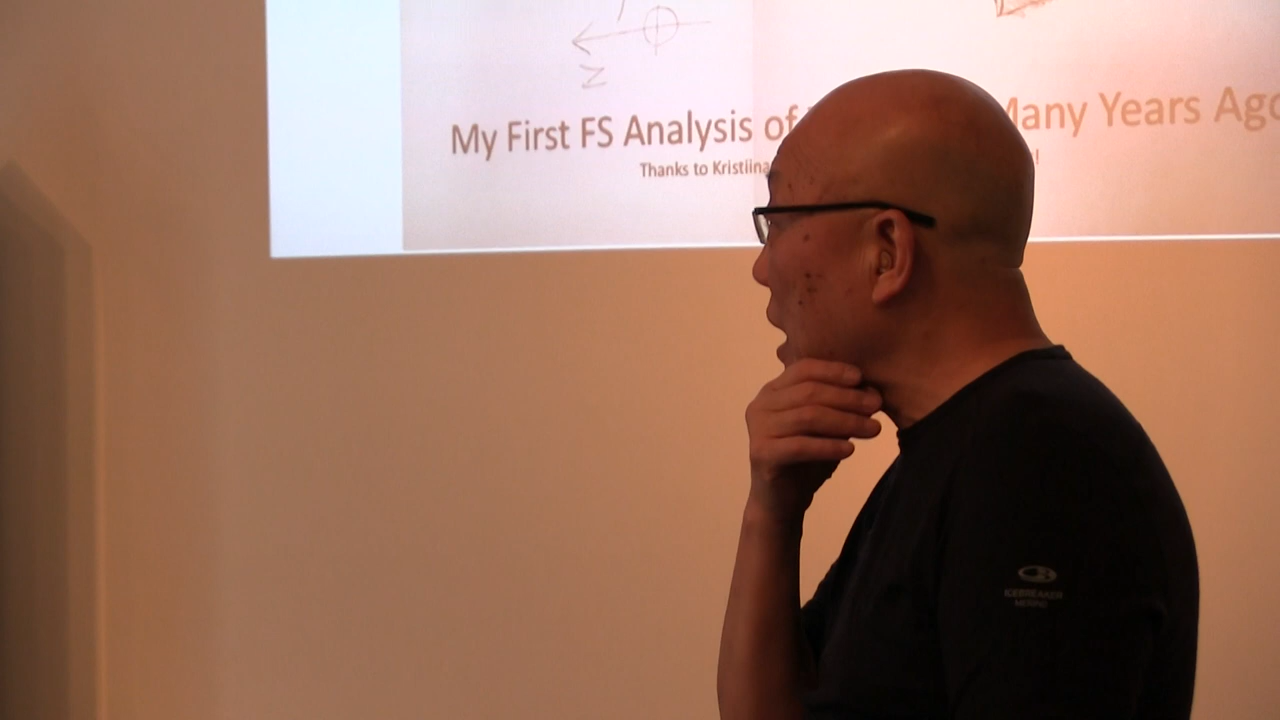 N
My First FS Analysis of Many Years Ago
Thanks to Kristiina !
ICEBREAKER
MERINO